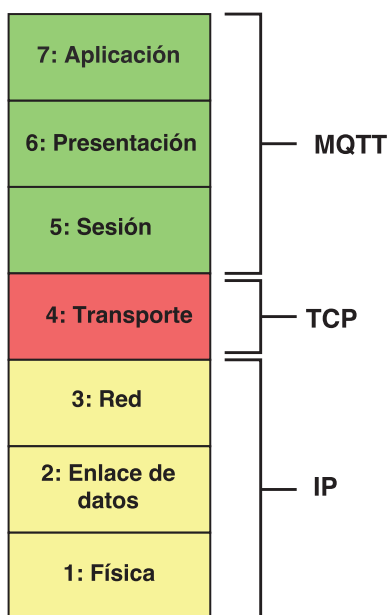 7: Aplicación
6: Presentación
MQTT
5: Sesión
4: Transporte
TCP
3: Red
2: Enlace de
datos
IP
1: Física